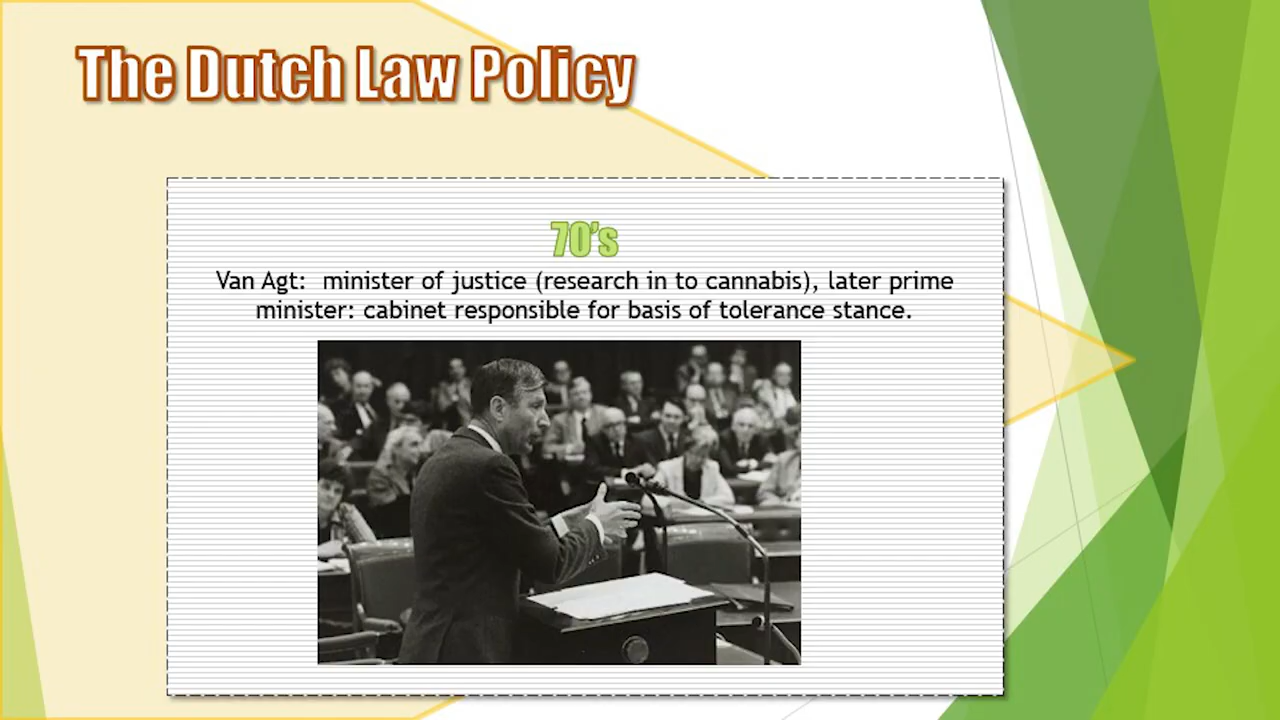 The Dutch Law Policy
70's
Van Agt:  minister of justice (research in to cannabis), later prime
minister: cabinet responsible for basis of tolerance stance.